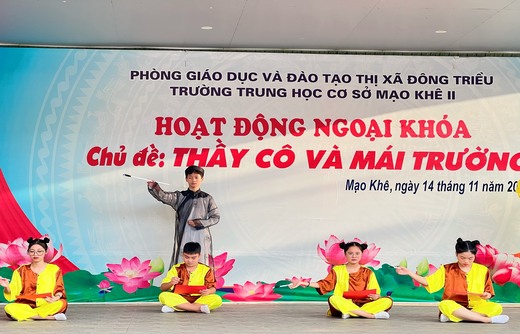 PHÒNG GIÁO DỤC VÀ ĐÀO TẠO THỊ XÃ ĐÔNG TRIỀU
TRƯỜNG TRUNG HỌC CƠ SỞ MẠO KHÊ II
HOẠT ĐỘNG NGOẠI KHÓA
Chủ đề: THẦY CÔ VÀ MÁI TRƯỜNG
Mạo Khê, ngày 14 tháng 11 năm 20